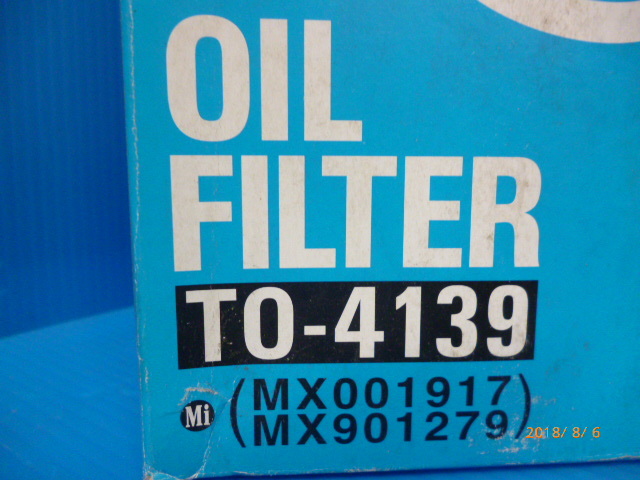 OIL
FILTER
TO-4139
Mi (MX001917
MX901279)
2018/ 8/ 6